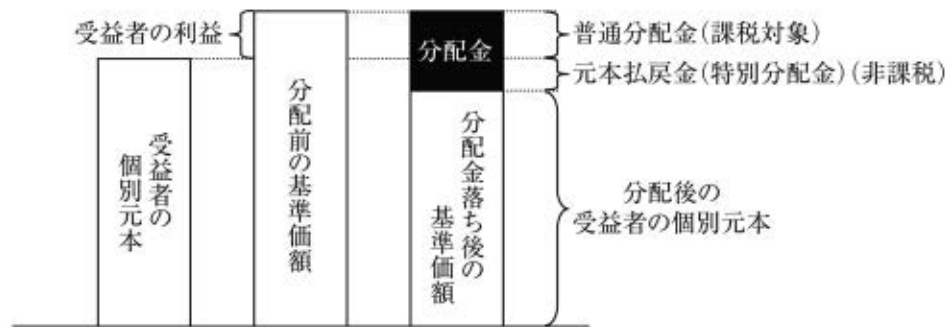 受益者の利益
分配金
普通分配金(課税対象)
元本払戻金(特別分配金)(非課税)
受益者の
個別元本
分配前の基準価額
分配金落ち後の
基準価額
分配後の
受益者の個別元本